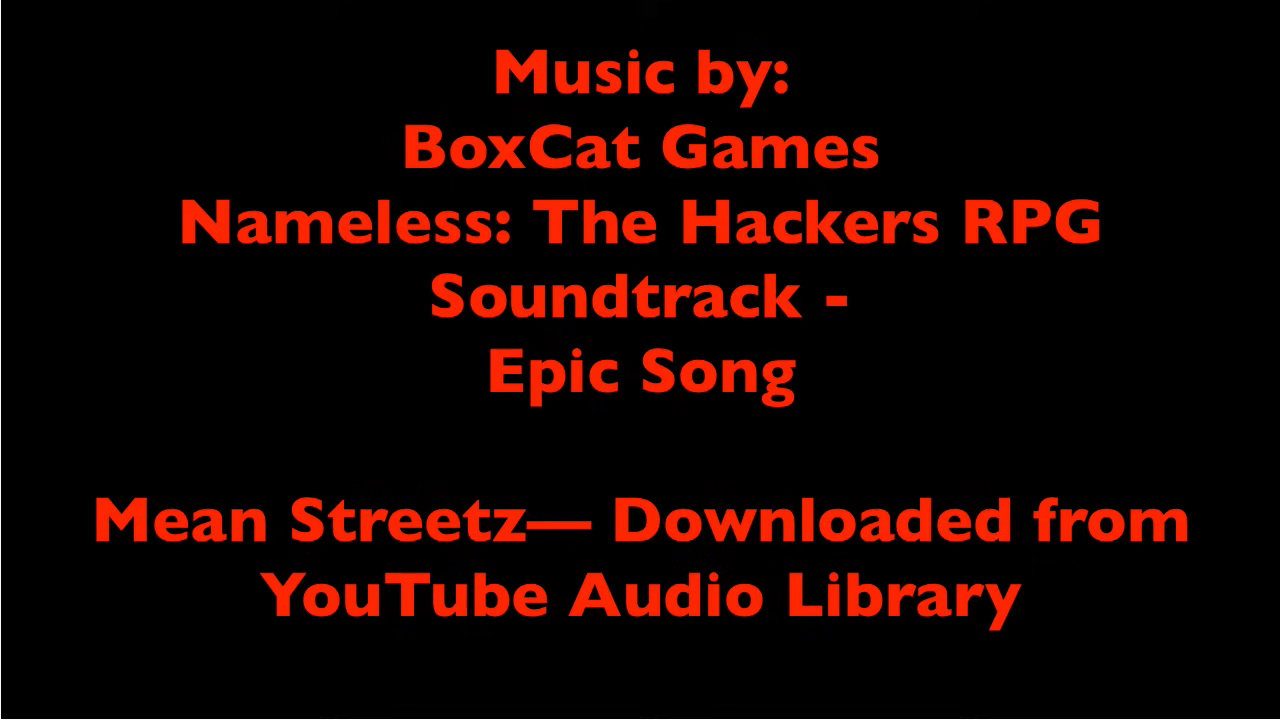 Music by:
BoxCat Games
Nameless: The Hackers RPG
Soundtrack -
Epic Song
Mean Streetz— Downloaded from
YouTube Audio Library